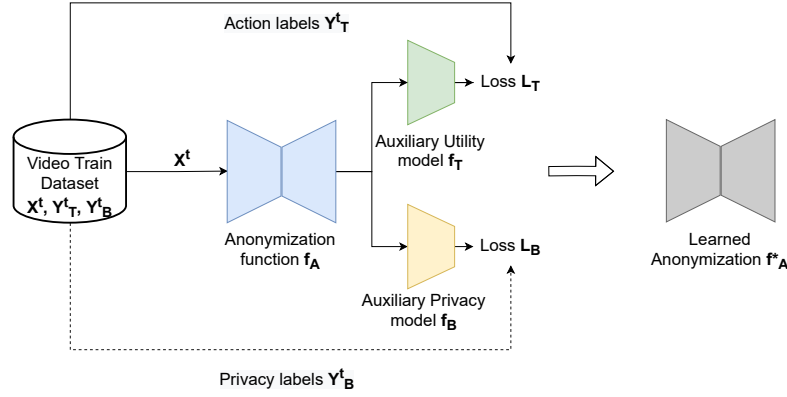 Action labels Y^t_T
Loss L_T
Auxiliary Utility
model f_T
Video Train
Dataset
X^t, Y^t_T, Y^t_B
X^t
Anonymization
function f_A
Loss L_B
Auxiliary Privacy
model f_B
Learned
Anonymization f*_A
Privacy labels Y^t_B